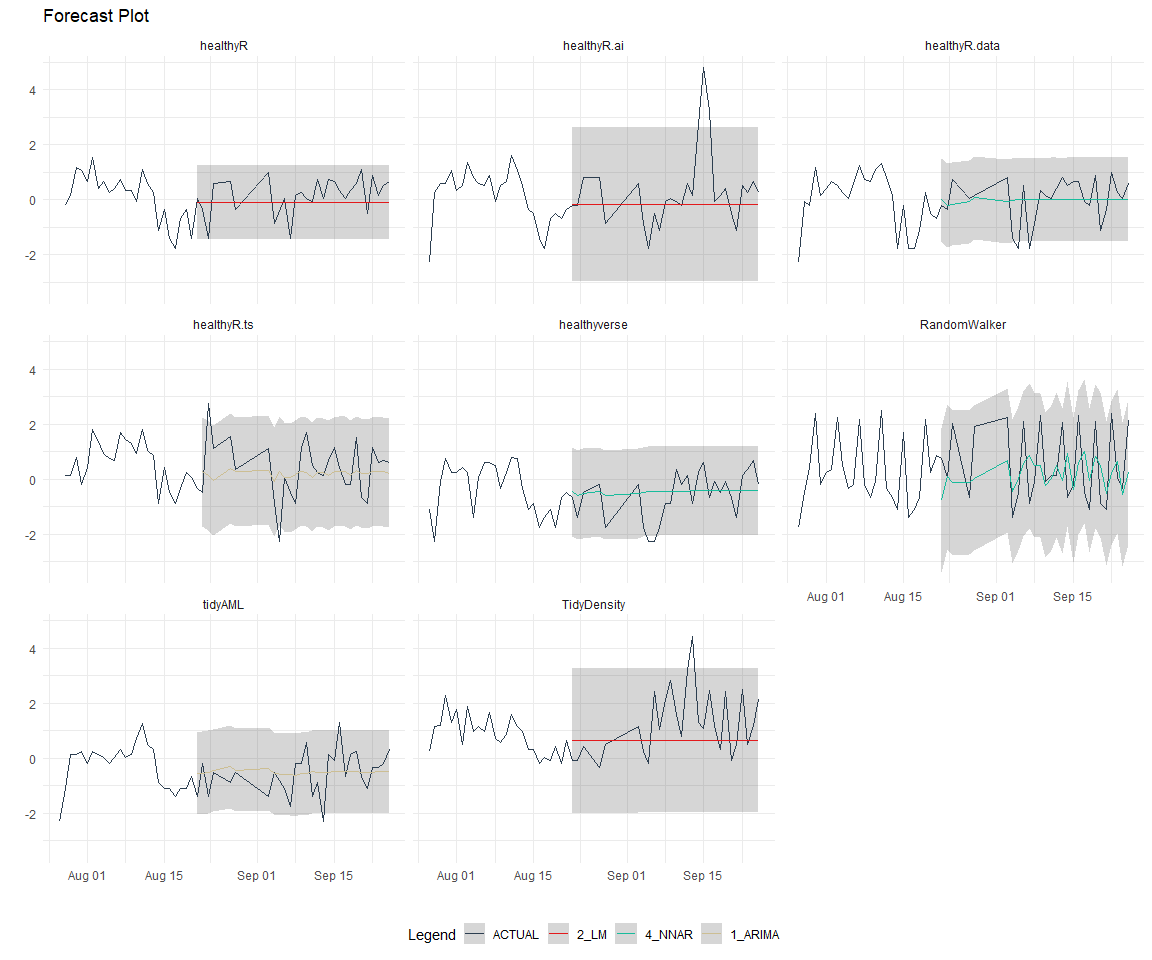 Forecast Plot
healthyR healthyR.ai healthyR.data
4
2
0
-2
healthyR.ts healthyverse RandomWalker
4
2
0
-2
Aug 01 Aug 15 Sep 01 Sep 15
tidyAML TidyDensity
4
2
0
-2
Aug 01 Aug 15 Sep 01 Sep 15 Aug 01 Aug 15 Sep 01 Sep 15
Legend ACTUAL 2_LM 4_NNAR 1_ARIMA